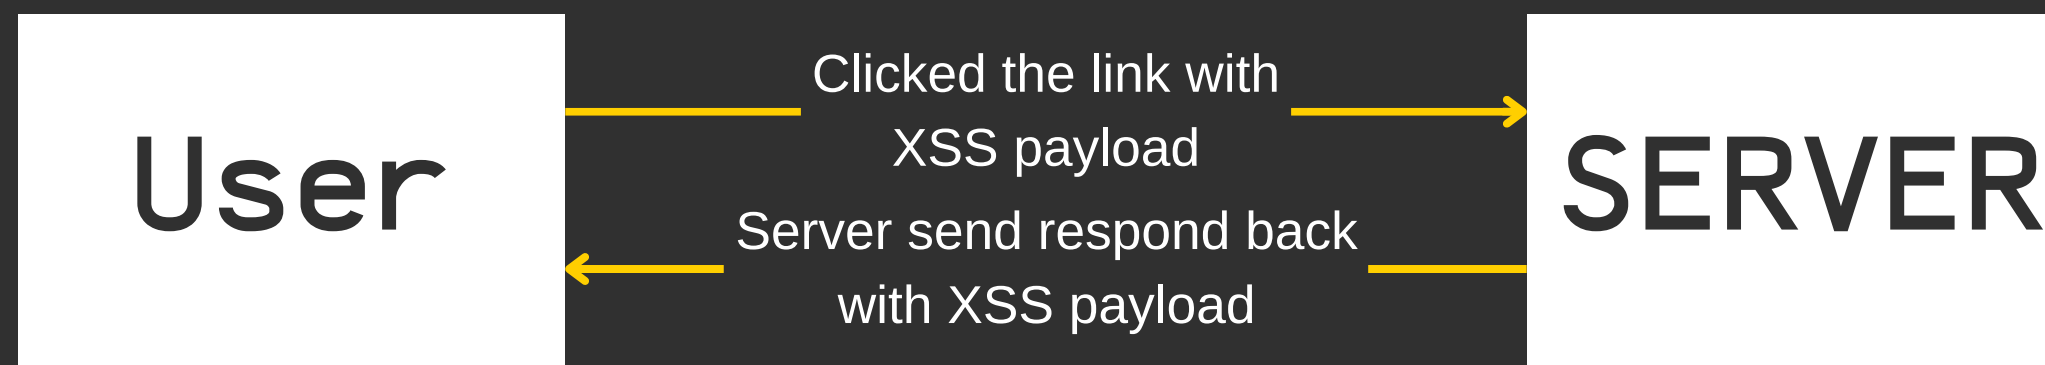 User
Clicked the link with
XSS payload
Server send respond back
with XSS payload
SERVER